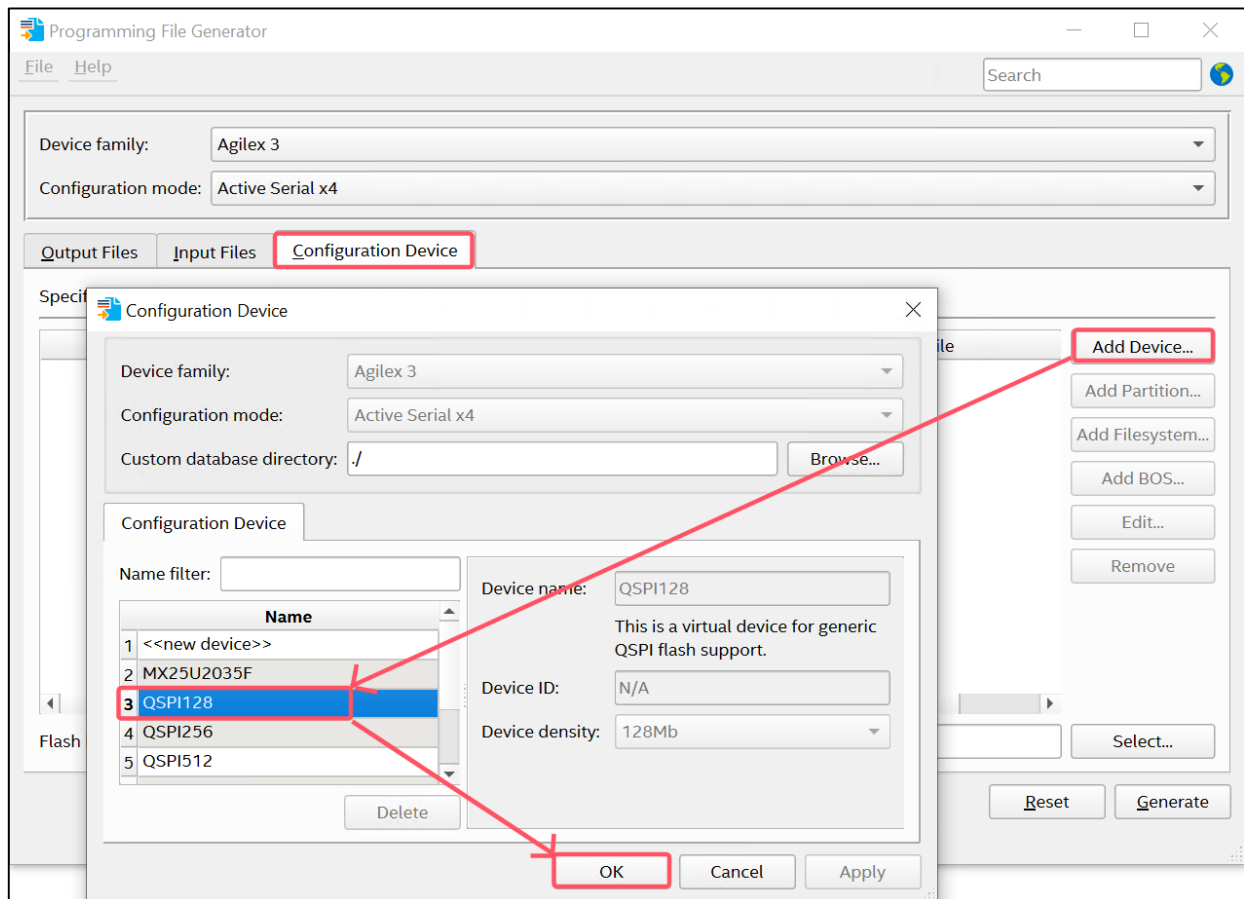 Programming File Generator
File Help
Search
Device family: Agilex 3
Configuration mode: Active Serial x4
Output Files Input Files Configuration Device
Specif
ile
Add Device...
Add Partition...
Add Filesystem...
Add BOS...
Edit...
Remove
Configuration Device
Device family: Agilex 3
Configuration mode: Active Serial x4
Custom database directory: ./ Browse...
Configuration Device
Name filter:
Name
1 <<new device>>
2 MX25U2035F
3 QSPI128
4 QSPI256
5 QSPI512
Delete
Device name: QSPI128
This is a virtual device for generic
QSPI flash support.
Device ID: N/A
Device density: 128Mb
OK Cancel Apply
Flash
Select...
Reset Generate